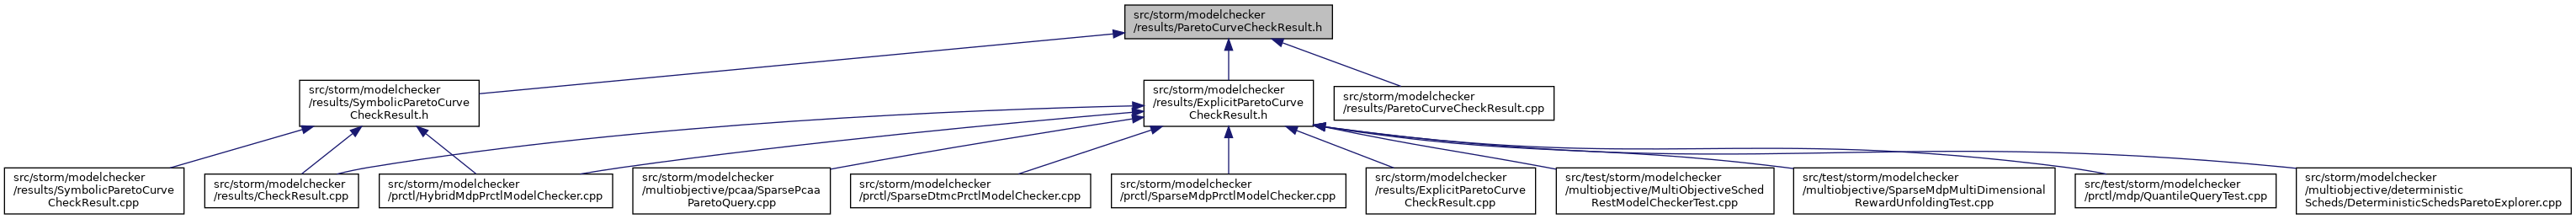 src/storm/modelchecker
/results/ParetoCurveCheckResult.h
src/storm/modelchecker
/results/SymbolicParetoCurve
CheckResult.h
src/storm/modelchecker
/results/ExplicitParetoCurve
CheckResult.h
src/storm/modelchecker
/results/ParetoCurveCheckResult.cpp
src/storm/modelchecker
/results/SymbolicParetoCurve
CheckResult.cpp
src/storm/modelchecker
/results/CheckResult.cpp
src/storm/modelchecker
/prctl/HybridMdpPrctlModelChecker.cpp
src/storm/modelchecker
/multiobjective/pcaa/SparsePcaa
ParetoQuery.cpp
src/storm/modelchecker
/prctl/SparseDtmcPrctlModelChecker.cpp
src/storm/modelchecker
/prctl/SparseMdpPrctlModelChecker.cpp
src/storm/modelchecker
/results/ExplicitParetoCurve
CheckResult.cpp
src/test/storm/modelchecker
/multiobjective/MultiObjectiveSched
RestModelCheckerTest.cpp
src/test/storm/modelchecker
/multiobjective/SparseMdpMultiDimensional
RewardUnfoldingTest.cpp
src/test/storm/modelchecker
/prctl/mdp/QuantileQueryTest.cpp
src/storm/modelchecker
/multiobjective/deterministic
Scheds/DeterministicSchedsParetoExplorer.cpp